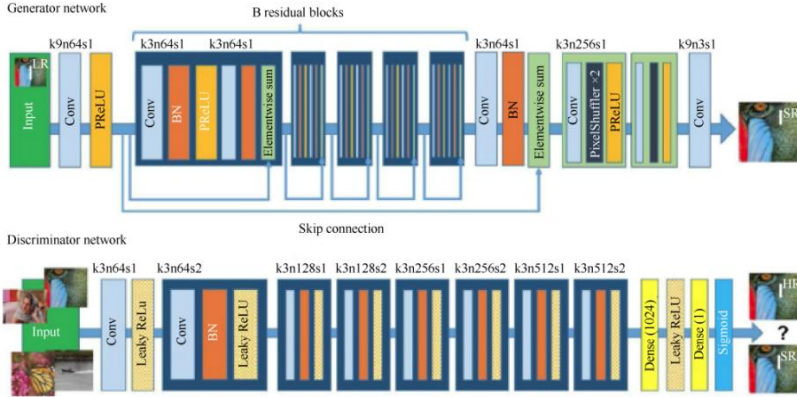 Generator network
B residual blocks
k9n64s1
k3n64s1
k3n64s1
k3n64s1
k3n256s1
k9n3s1
I LR
Input
Conv
PReLU
Conv
BN
PReLU
Elementwise sum
Conv
BN
Elementwise sum
Conv
PixelShuffler ×2
PReLU
Conv
I SR
Skip connection
Discriminator network
k3n64s1
k3n64s2
k3n128s1
k3n128s2
k3n256s1
k3n256s2
k3n512s1
k3n512s2
Input
Conv
Leaky ReLu
Conv
BN
Leaky ReLU
Dense (1024)
Leaky ReLU
Dense (1)
Sigmoid
I HR
?
I SR